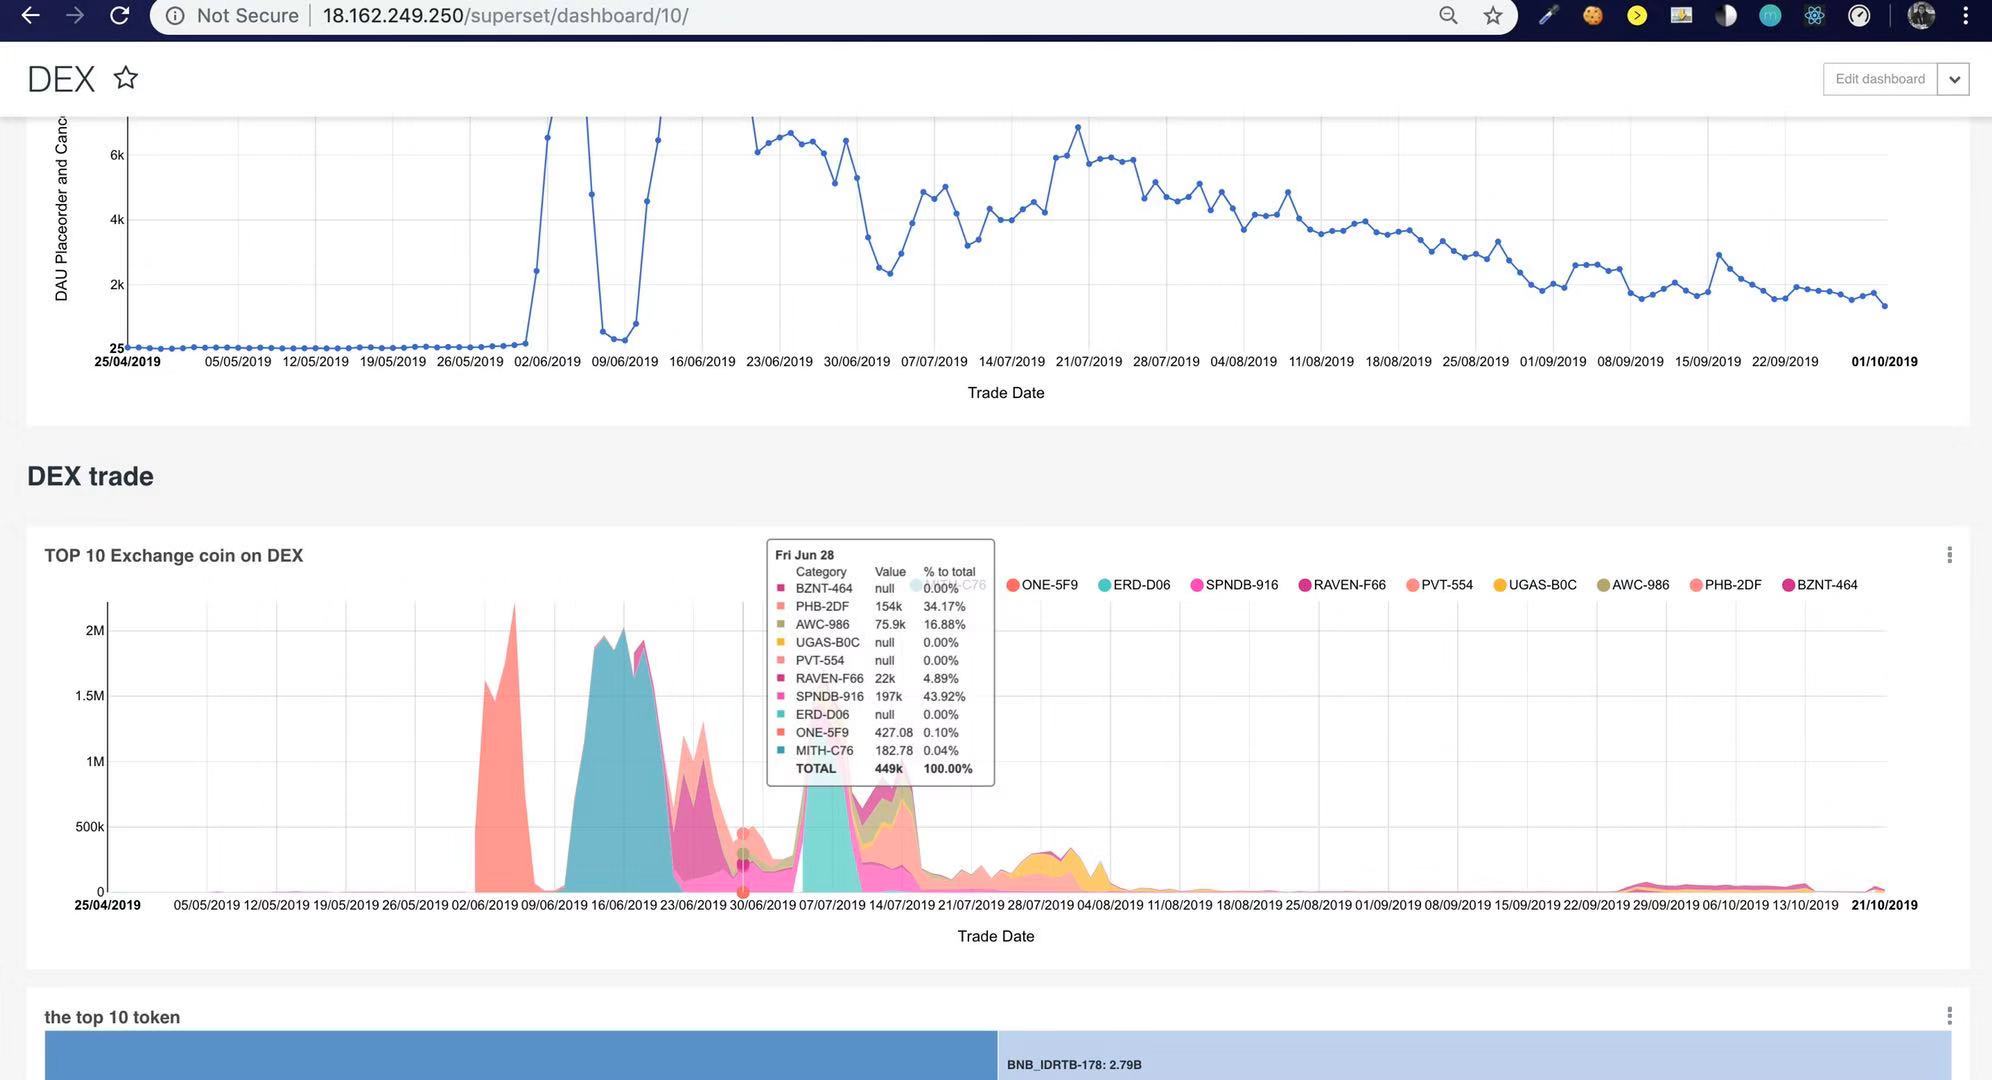 Not Secure | 18.162.249.250/superset/dashboard/10/
DEX
Edit dashboard
DAU Placeorder and Canc
6k
4k
2k
25
25/04/2019 05/05/2019 12/05/2019 19/05/2019 26/05/2019 02/06/2019 09/06/2019 16/06/2019 23/06/2019 30/06/2019 07/07/2019 14/07/2019 21/07/2019 28/07/2019 04/08/2019 11/08/2019 18/08/2019 25/08/2019 01/09/2019 08/09/2019 15/09/2019 22/09/2019 01/10/2019
Trade Date
DEX trade
TOP 10 Exchange coin on DEX
MITH-C76 ONE-5F9 ERD-D06 SPNDB-916 RAVEN-F66 PVT-554 UGAS-B0C AWC-986 PHB-2DF BZNT-464
Fri Jun 28
Category Value % to total
BZNT-464 null 0.00%
PHB-2DF 154k 34.17%
AWC-986 75.9k 16.88%
UGAS-B0C null 0.00%
PVT-554 null 0.00%
RAVEN-F66 22k 4.89%
SPNDB-916 197k 43.92%
ERD-D06 null 0.00%
ONE-5F9 427.08 0.10%
MITH-C76 182.78 0.04%
TOTAL 449k 100.00%
2M
1.5M
1M
500k
0
25/04/2019 05/05/2019 12/05/2019 19/05/2019 26/05/2019 02/06/2019 09/06/2019 16/06/2019 23/06/2019 30/06/2019 07/07/2019 14/07/2019 21/07/2019 28/07/2019 04/08/2019 11/08/2019 18/08/2019 25/08/2019 01/09/2019 08/09/2019 15/09/2019 22/09/2019 29/09/2019 06/10/2019 13/10/2019 21/10/2019
Trade Date
the top 10 token
BNB_IDRTB-178: 2.79B